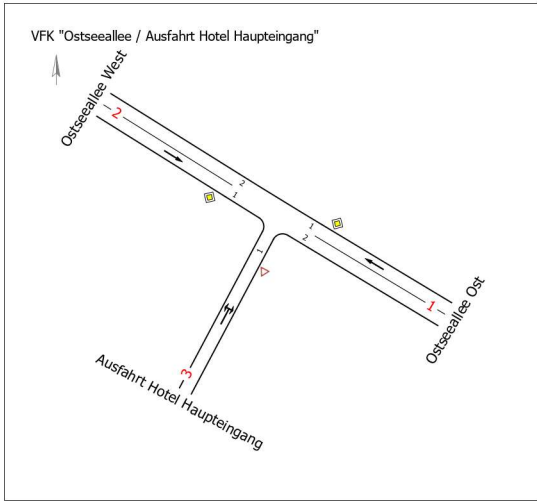 VFK "Ostseeallee / Ausfahrt Hotel Haupteingang"
Ostseeallee West
2
2
1
1
2
1
1
Ostseeallee Ost
3
Ausfahrt Hotel Haupteingang